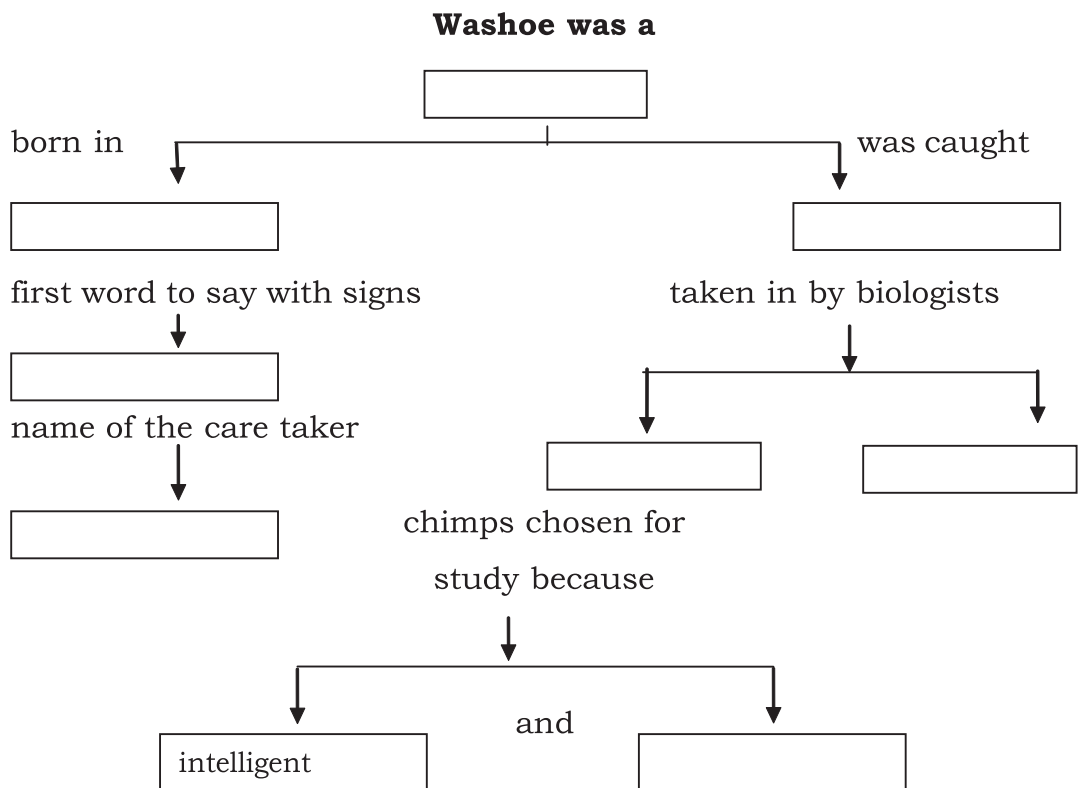 Washoe was a
born in
was caught
first word to say with signs
taken in by biologists
name of the care taker
chimps chosen for
study because
and
intelligent